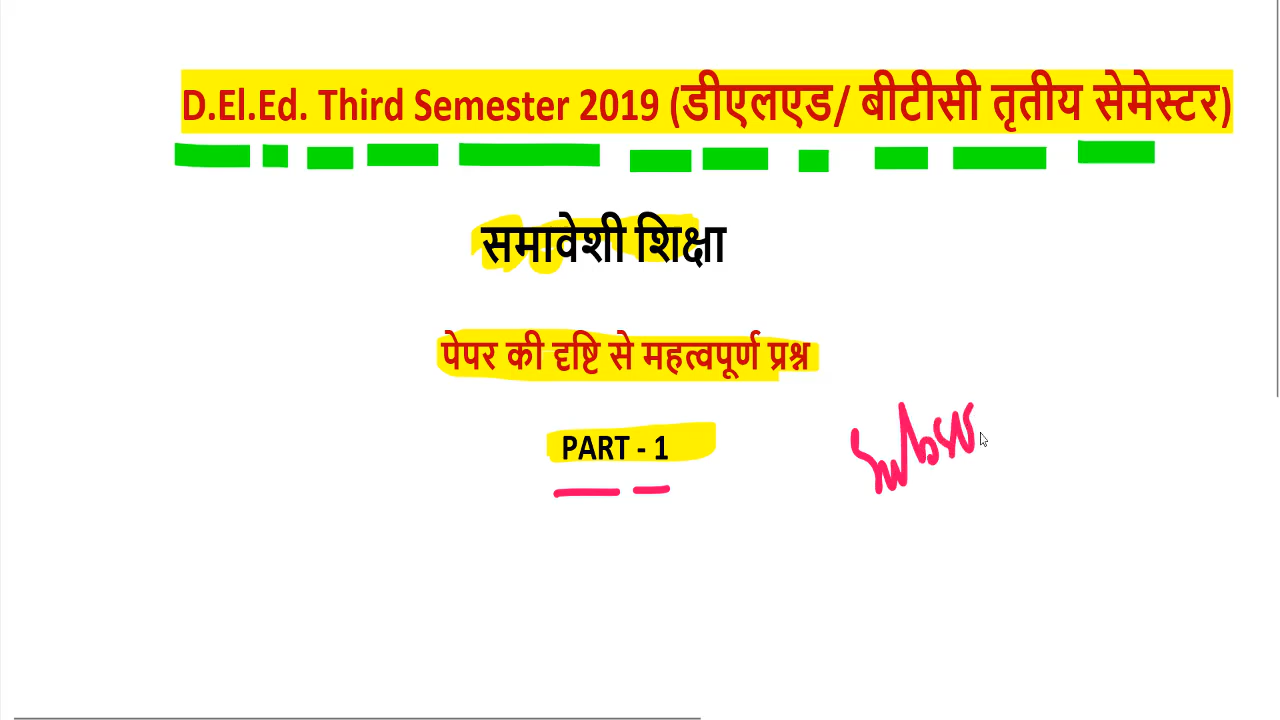 D.El.Ed. Third Semester 2019 (डीएलएड/ बीटीसी तृतीय सेमेस्टर)
समावेशी शिक्षा
पेपर की दृष्टि से महत्वपूर्ण प्रश्न
PART - 1